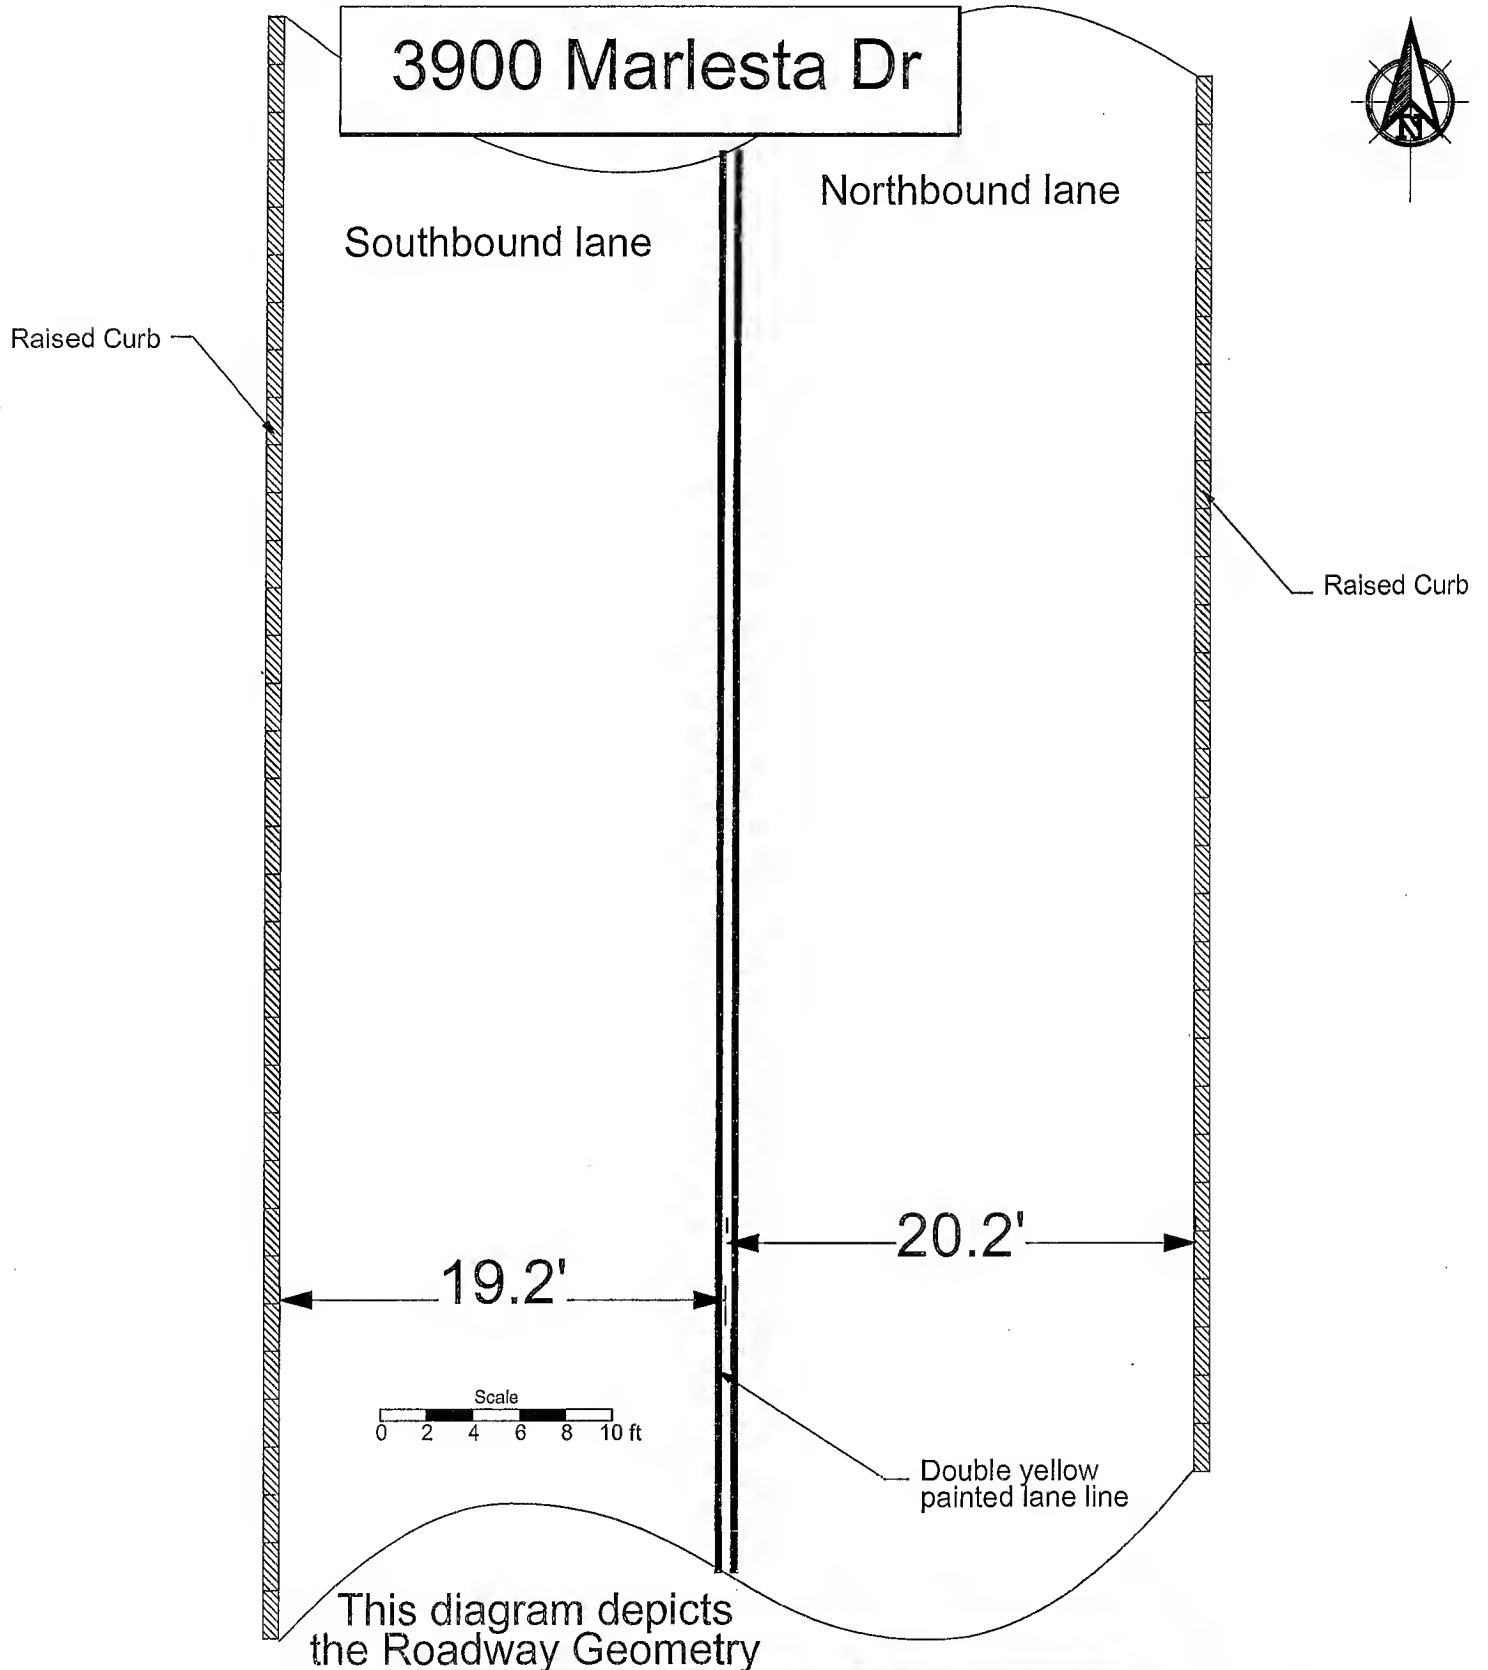 3900 Marlesta Dr
N
Northbound lane
Southbound lane
Raised Curb
Raised Curb
20.2'
19.2'
Scale
0 2 4 6 8 10 ft
Double yellow
painted lane line
This diagram depicts
the Roadway Geometry